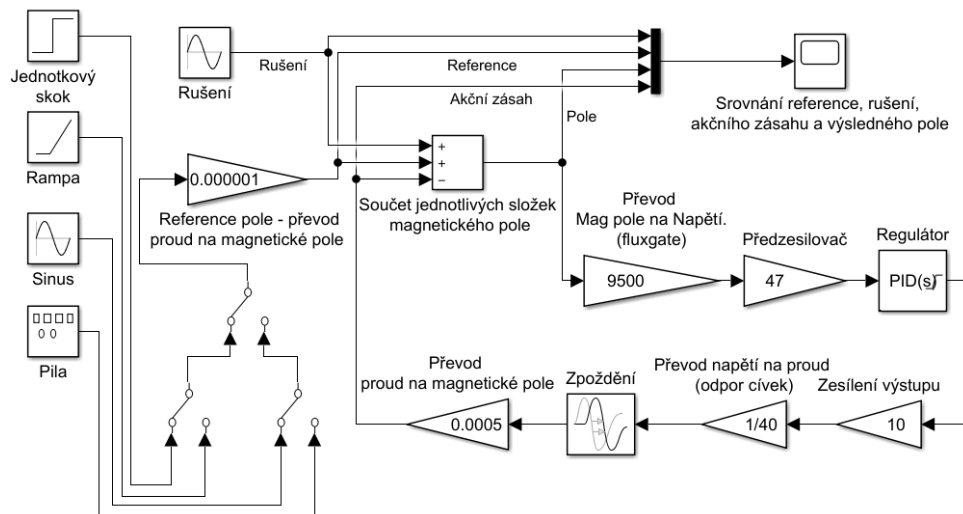 Jednotkový
skok
Rampa
Sinus
Pila
Rušení
Rušení
Reference
Akční zásah
Pole
Srovnání reference, rušení,
akčního zásahu a výsledného pole
0.000001
Reference pole - převod
proud na magnetické pole
+
+
−
Součet jednotlivých složek
magnetického pole
Převod
Mag pole na Napětí.
(fluxgate)
9500
Předzesilovač
47
Regulátor
PID(s)
Převod
proud na magnetické pole
0.0005
Zpoždění
Převod napětí na proud
(odpor cívek)
1/40
Zesílení výstupu
10